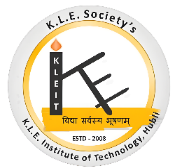 K.L.E. Society's
KLEIT
विद्या सर्वस्य भूषणम्
ESTD - 2008
K.L.E. Institute of Technology, Hubli